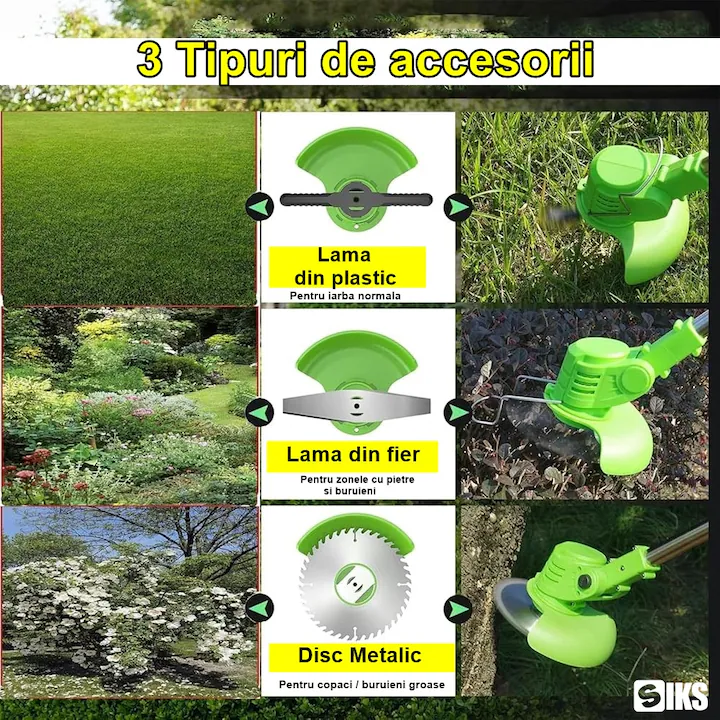 3 Tipuri de accesorii
Lama
din plastic
Pentru iarba normala
Lama din fier
Pentru zonele cu pietre
si buruieni
Disc Metalic
Pentru copaci / buruieni groase
SIKS